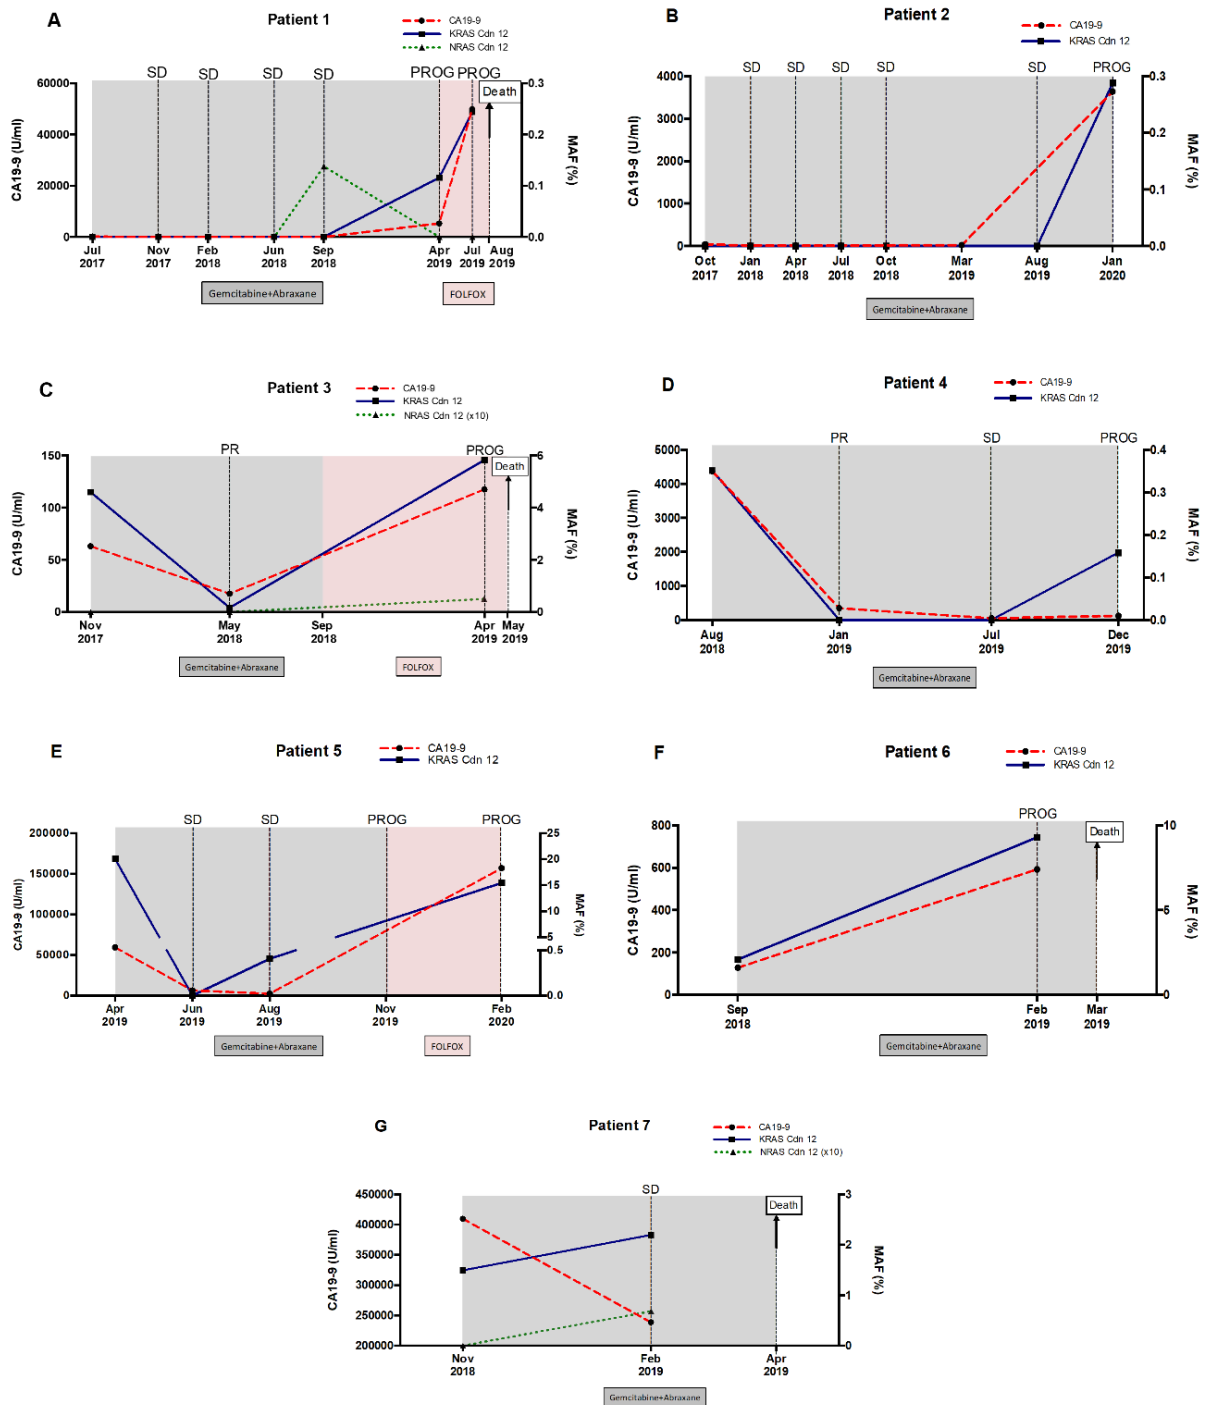 A
Patient 1
CA19-9
KRAS Cdn 12
NRAS Cdn 12
SD SD SD SD PROG PROG
Death
60000
40000
20000
0
CA19-9 (U/ml)
0.3
0.2
0.1
0.0
MAF (%)
Jul 2017
Nov 2017
Feb 2018
Jun 2018
Sep 2018
Apr 2019
Jul 2019
Aug 2019
Gemcitabine+Abraxane
FOLFOX
B
Patient 2
CA19-9
KRAS Cdn 12
SD SD SD SD SD PROG
4000
3000
2000
1000
0
CA19-9 (U/ml)
0.3
0.2
0.1
0.0
MAF (%)
Oct 2017
Jan 2018
Apr 2018
Jul 2018
Oct 2018
Mar 2019
Aug 2019
Jan 2020
Gemcitabine+Abraxane
C
Patient 3
CA19-9
KRAS Cdn 12
NRAS Cdn 12 (x10)
PR PROG
Death
150
100
50
0
CA19-9 (U/ml)
6
4
2
0
MAF (%)
Nov 2017
May 2018
Sep 2018
Apr 2019
May 2019
Gemcitabine+Abraxane
FOLFOX
D
Patient 4
CA19-9
KRAS Cdn 12
PR SD PROG
5000
4000
3000
2000
1000
0
CA19-9 (U/ml)
0.4
0.3
0.2
0.1
0.0
MAF (%)
Aug 2018
Jan 2019
Jul 2019
Dec 2019
Gemcitabine+Abraxane
E
Patient 5
CA19-9
KRAS Cdn 12
SD SD PROG PROG
200000
150000
100000
50000
0
CA19-9 (U/ml)
25
20
15
10
5
0.5
0.0
MAF (%)
Apr 2019
Jun 2019
Aug 2019
Nov 2019
Feb 2020
Gemcitabine+Abraxane
FOLFOX
F
Patient 6
CA19-9
KRAS Cdn 12
PROG
Death
800
600
400
200
0
CA19-9 (U/ml)
10
5
0
MAF (%)
Sep 2018
Feb 2019
Mar 2019
Gemcitabine+Abraxane
G
Patient 7
CA19-9
KRAS Cdn 12
NRAS Cdn 12 (x10)
SD
Death
450000
400000
350000
300000
250000
200000
CA19-9 (U/ml)
3
2
1
0
MAF (%)
Nov 2018
Feb 2019
Apr 2019
Gemcitabine+Abraxane